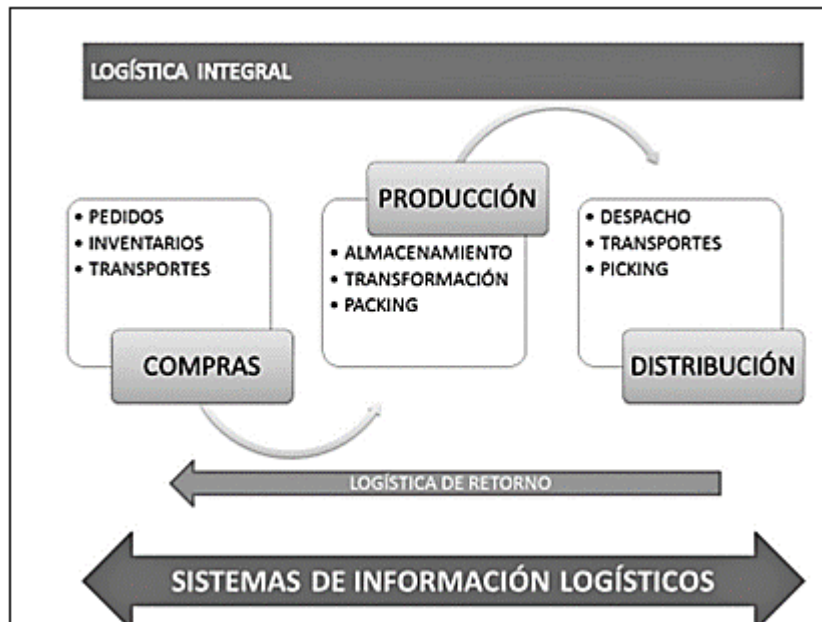 LOGÍSTICA INTEGRAL
• PEDIDOS
• INVENTARIOS
• TRANSPORTES
COMPRAS
PRODUCCIÓN
• ALMACENAMIENTO
• TRANSFORMACIÓN
• PACKING
• DESPACHO
• TRANSPORTES
• PICKING
DISTRIBUCIÓN
LOGÍSTICA DE RETORNO
SISTEMAS DE INFORMACIÓN LOGÍSTICOS